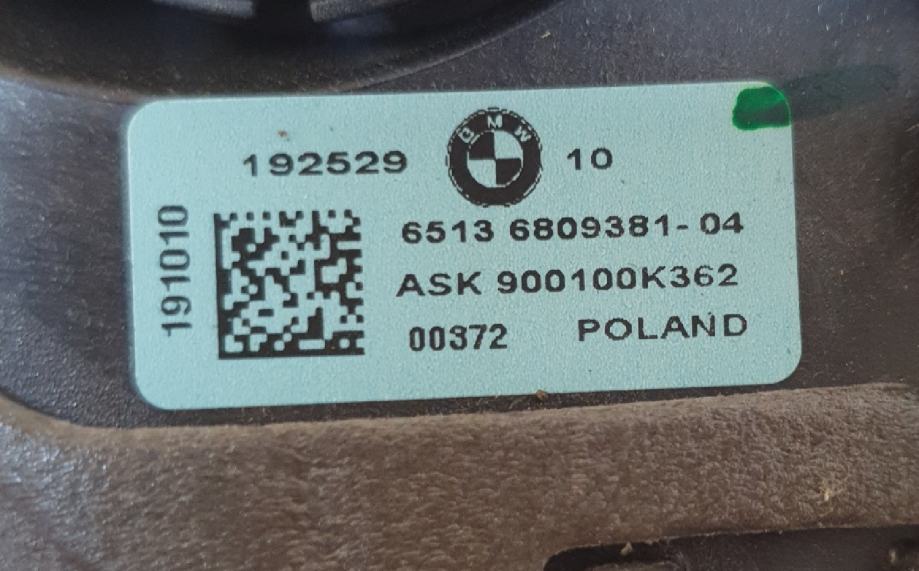 192529 BMW 10
191010
6513 6809381-04
ASK 900100K362
00372 POLAND